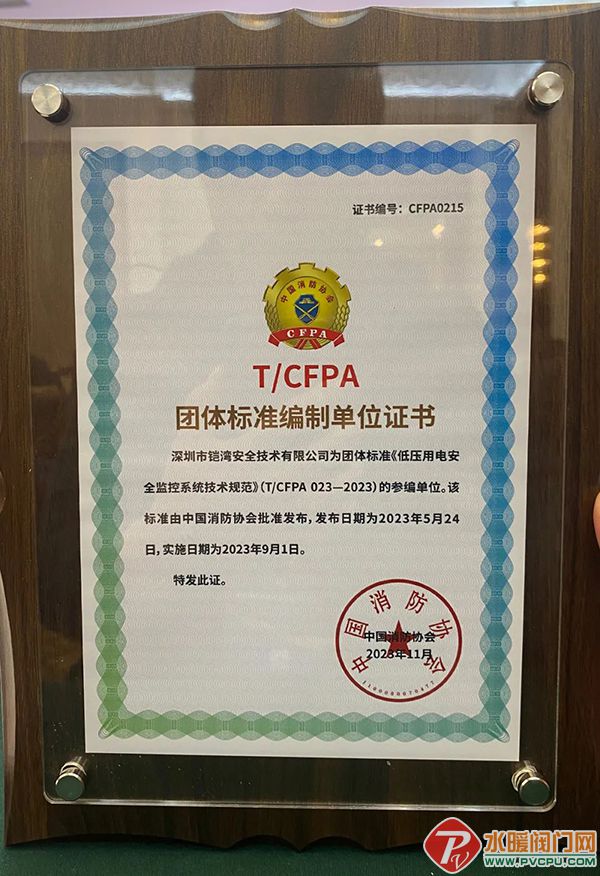 证书编号：CFPA0215
中国消防协会
CFPA
T/CFPA
团体标准编制单位证书
深圳市铠湾安全技术有限公司为团体标准《低压用电安
全监控系统技术规范》（T/CFPA 023—2023）的参编单位。该
标准由中国消防协会批准发布，发布日期为2023年5月24
日，实施日期为2023年9月1日。
特发此证。
中国消防协会
中国消防协会
2023年11月
1100000070477
水暖阀门网
WWW.PVCPU.COM